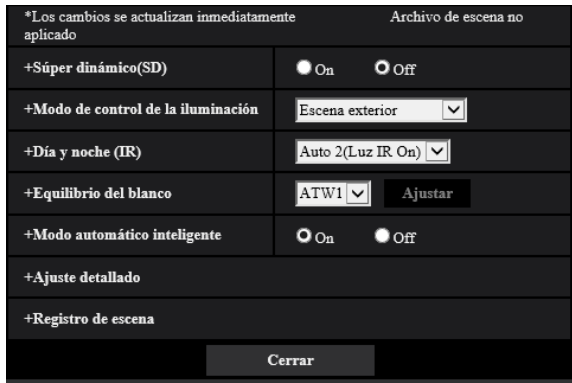 *Los cambios se actualizan inmediatamente Archivo de escena no
aplicado
+Súper dinámico(SD) On Off
+Modo de control de la iluminación Escena exterior
+Día y noche (IR) Auto 2(Luz IR On)
+Equilibrio del blanco ATW1 Ajustar
+Modo automático inteligente On Off
+Ajuste detallado
+Registro de escena
Cerrar